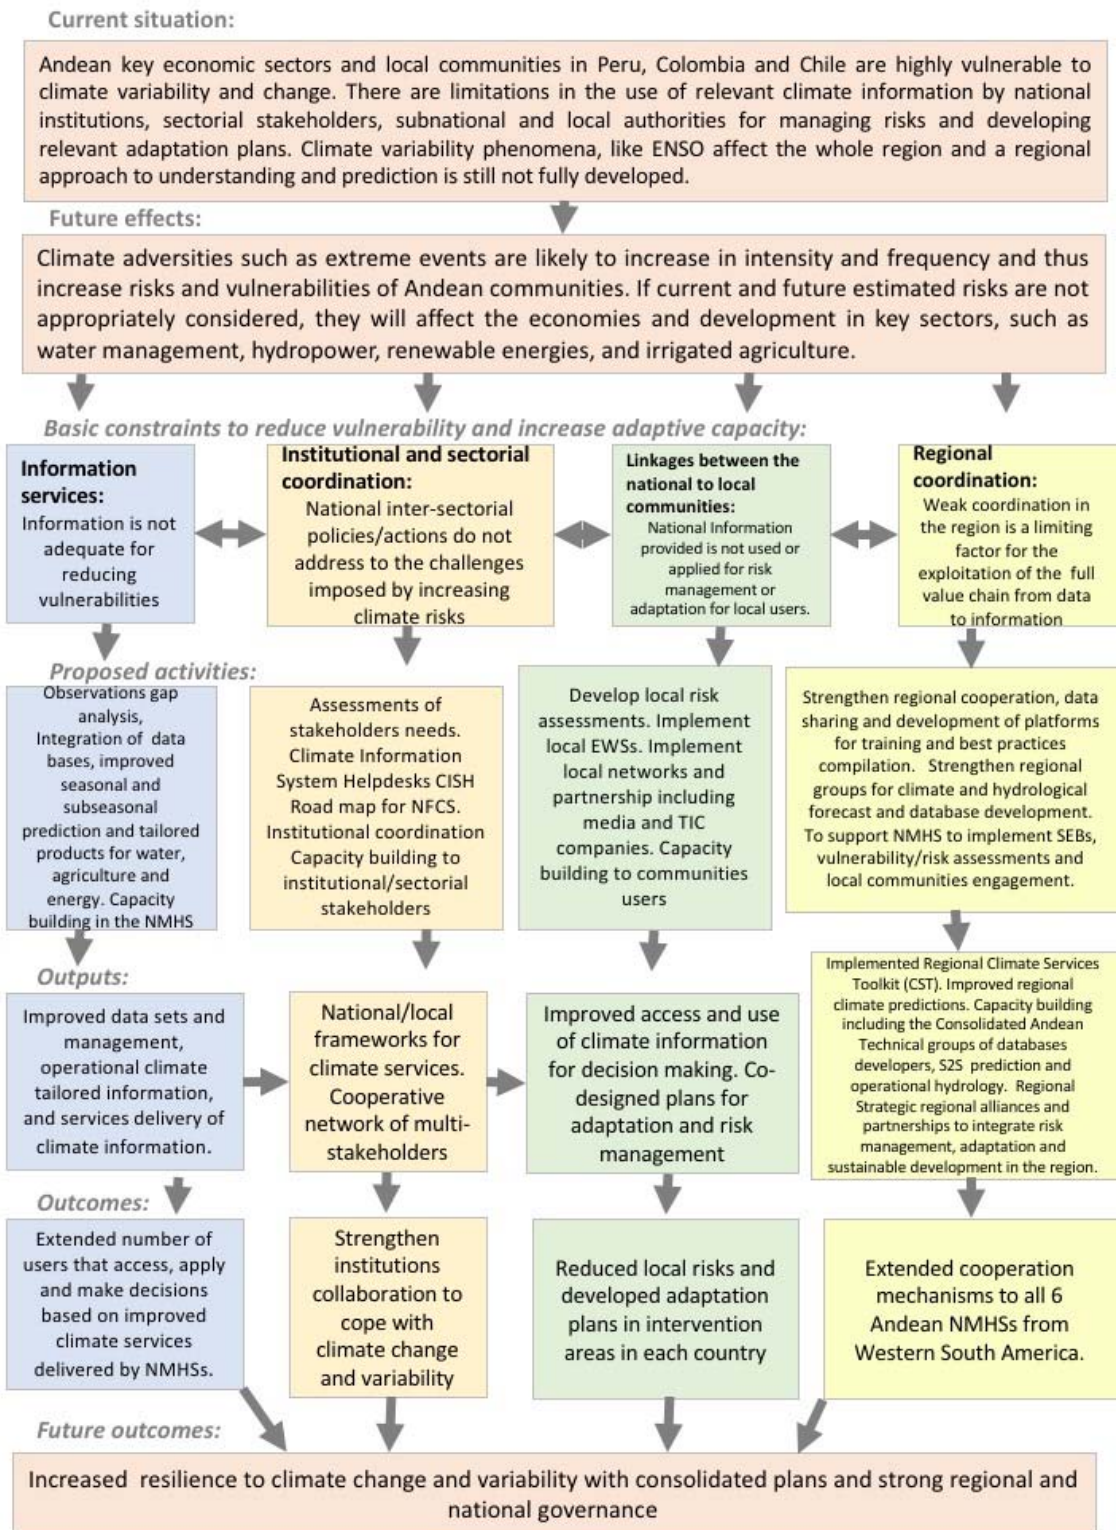 Current situation:
Andean key economic sectors and local communities in Peru, Colombia and Chile are highly vulnerable to
climate variability and change. There are limitations in the use of relevant climate information by national
institutions, sectorial stakeholders, subnational and local authorities for managing risks and developing
relevant adaptation plans. Climate variability phenomena, like ENSO affect the whole region and a regional
approach to understanding and prediction is still not fully developed.
Future effects:
Climate adversities such as extreme events are likely to increase in intensity and frequency and thus
increase risks and vulnerabilities of Andean communities. If current and future estimated risks are not
appropriately considered, they will affect the economies and development in key sectors, such as
water management, hydropower, renewable energies, and irrigated agriculture.
Basic constraints to reduce vulnerability and increase adaptive capacity:
Information
services:
Information is not
adequate for
reducing
vulnerabilities
Institutional and sectorial
coordination:
National inter-sectorial
policies/actions do not
address to the challenges
imposed by increasing
climate risks
Linkages between the
national to local
communities:
National Information
provided is not used or
applied for risk
management or
adaptation for local users.
Regional
coordination:
Weak coordination in
the region is a limiting
factor for the
exploitation of the full
value chain from data
to information
Proposed activities:
Observations gap
analysis,
Integration of data
bases, improved
seasonal and
subseasonal
prediction and tailored
products for water,
agriculture and
energy. Capacity
building in the NMHS
Assessments of
stakeholders needs.
Climate Information
System Helpdesks CISH
Road map for NFCS.
Institutional coordination
Capacity building to
institutional/sectorial
stakeholders
Develop local risk
assessments. Implement
local EWSs. Implement
local networks and
partnership including
media and TIC
companies. Capacity
building to communities
users
Strengthen regional cooperation, data
sharing and development of platforms
for training and best practices
compilation. Strengthen regional
groups for climate and hydrological
forecast and database development.
To support NMHS to implement SEBs,
vulnerability/risk assessments and
local communities engagement.
Outputs:
Improved data sets and
management,
operational climate
tailored information,
and services delivery of
climate information.
National/local
frameworks for
climate services.
Cooperative
network of multi-
stakeholders
Improved access and use
of climate information
for decision making. Co-
designed plans for
adaptation and risk
management
Implemented Regional Climate Services
Toolkit (CST). Improved regional
climate predictions. Capacity building
including the Consolidated Andean
Technical groups of databases
developers, S2S prediction and
operational hydrology. Regional
Strategic regional alliances and
partnerships to integrate risk
management, adaptation and
sustainable development in the region.
Outcomes:
Extended number of
users that access, apply
and make decisions
based on improved
climate services
delivered by NMHSs.
Strengthen
institutions
collaboration to
cope with
climate change
and variability
Reduced local risks and
developed adaptation
plans in intervention
areas in each country
Extended cooperation
mechanisms to all 6
Andean NMHSs from
Western South America.
Future outcomes:
Increased resilience to climate change and variability with consolidated plans and strong regional and
national governance